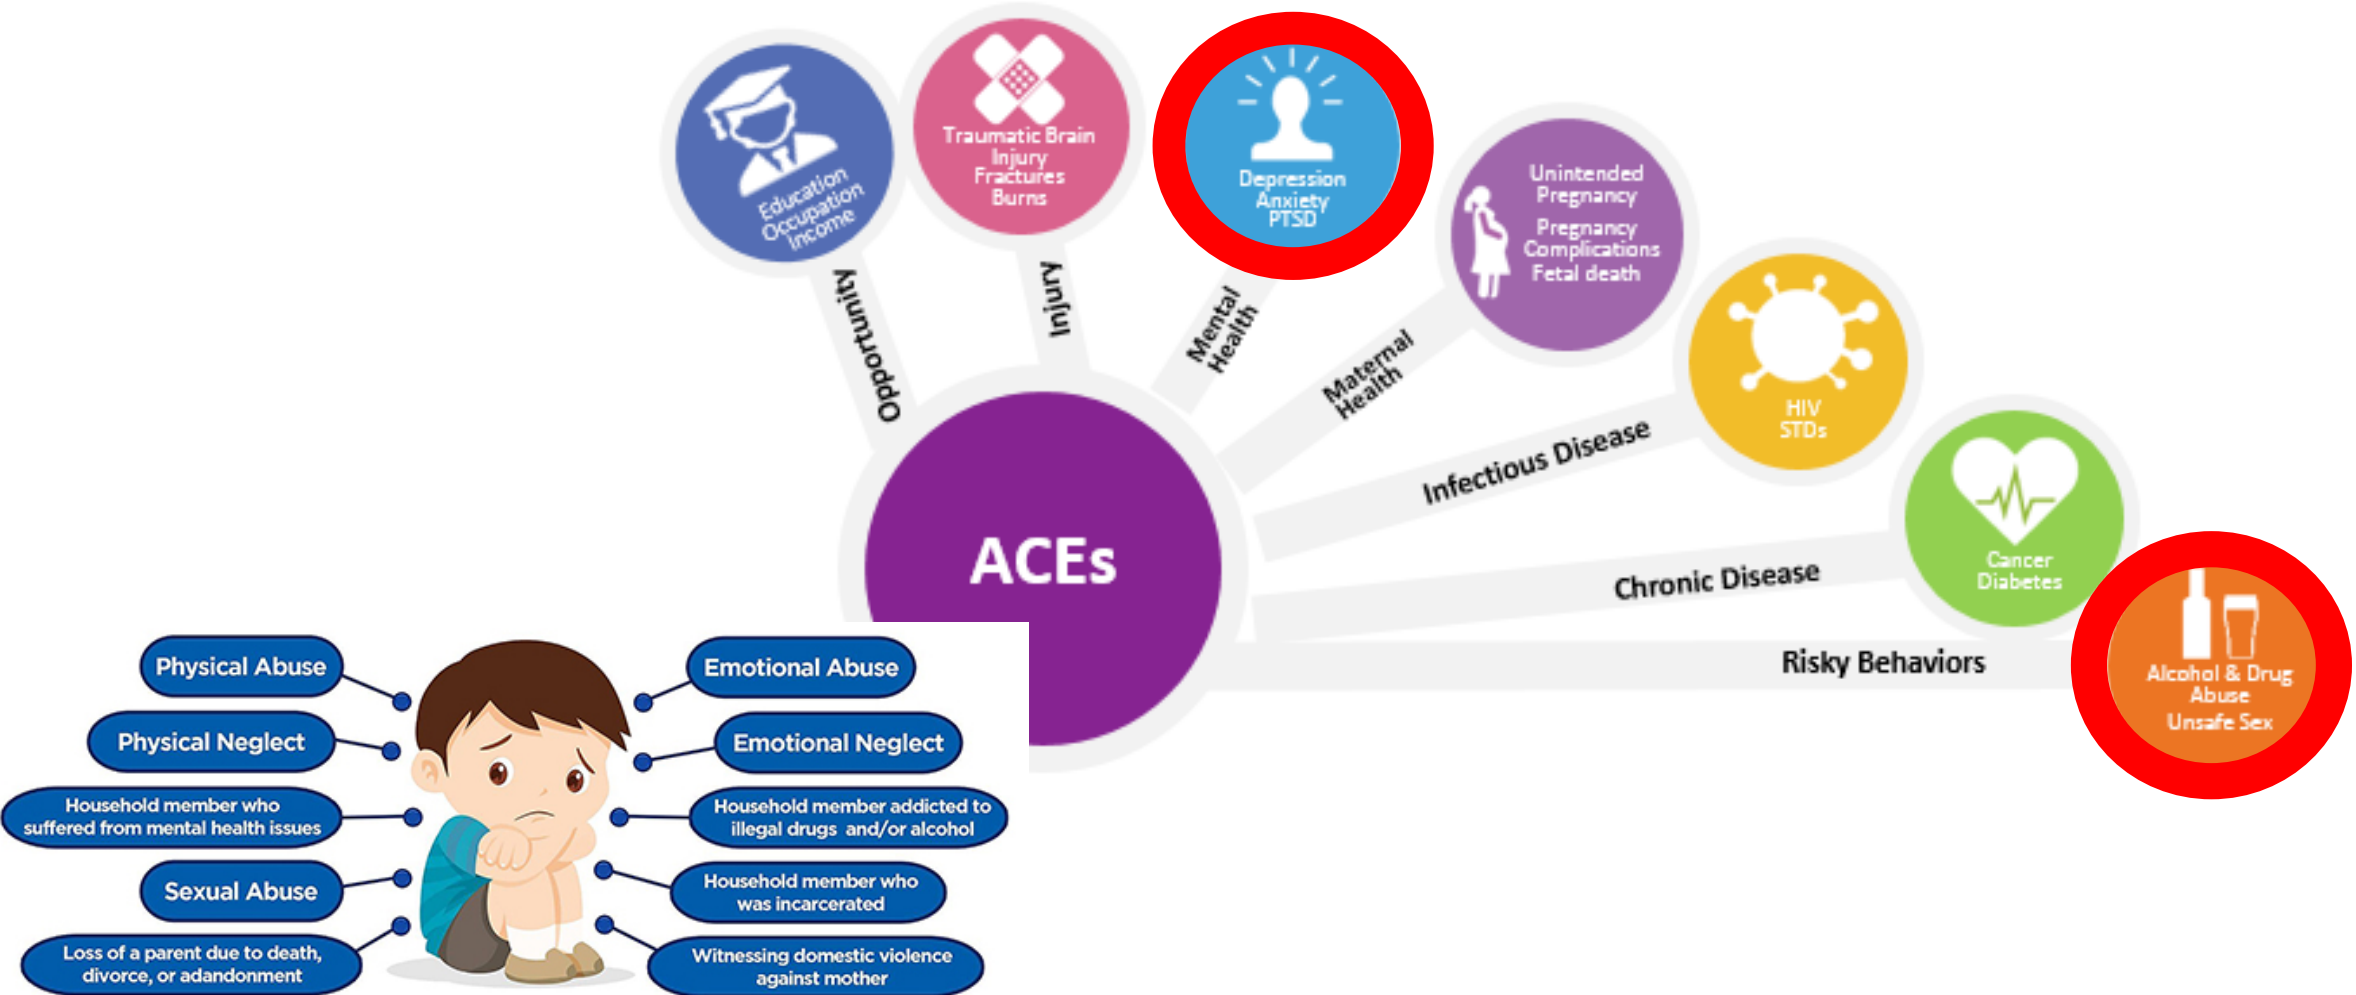 Education
Occupation
Income
Opportunity
Traumatic Brain
Injury
Fractures
Burns
Injury
Depression
Anxiety
PTSD
Mental
Health
Unintended
Pregnancy
Pregnancy
Complications
Fetal death
Maternal
Health
HIV
STDs
Infectious Disease
Cancer
Diabetes
Chronic Disease
Alcohol & Drug
Abuse
Unsafe Sex
Risky Behaviors
ACEs
Physical Abuse
Physical Neglect
Household member who
suffered from mental health issues
Sexual Abuse
Loss of a parent due to death,
divorce, or adandonment
Emotional Abuse
Emotional Neglect
Household member addicted to
illegal drugs and/or alcohol
Household member who
was incarcerated
Witnessing domestic violence
against mother